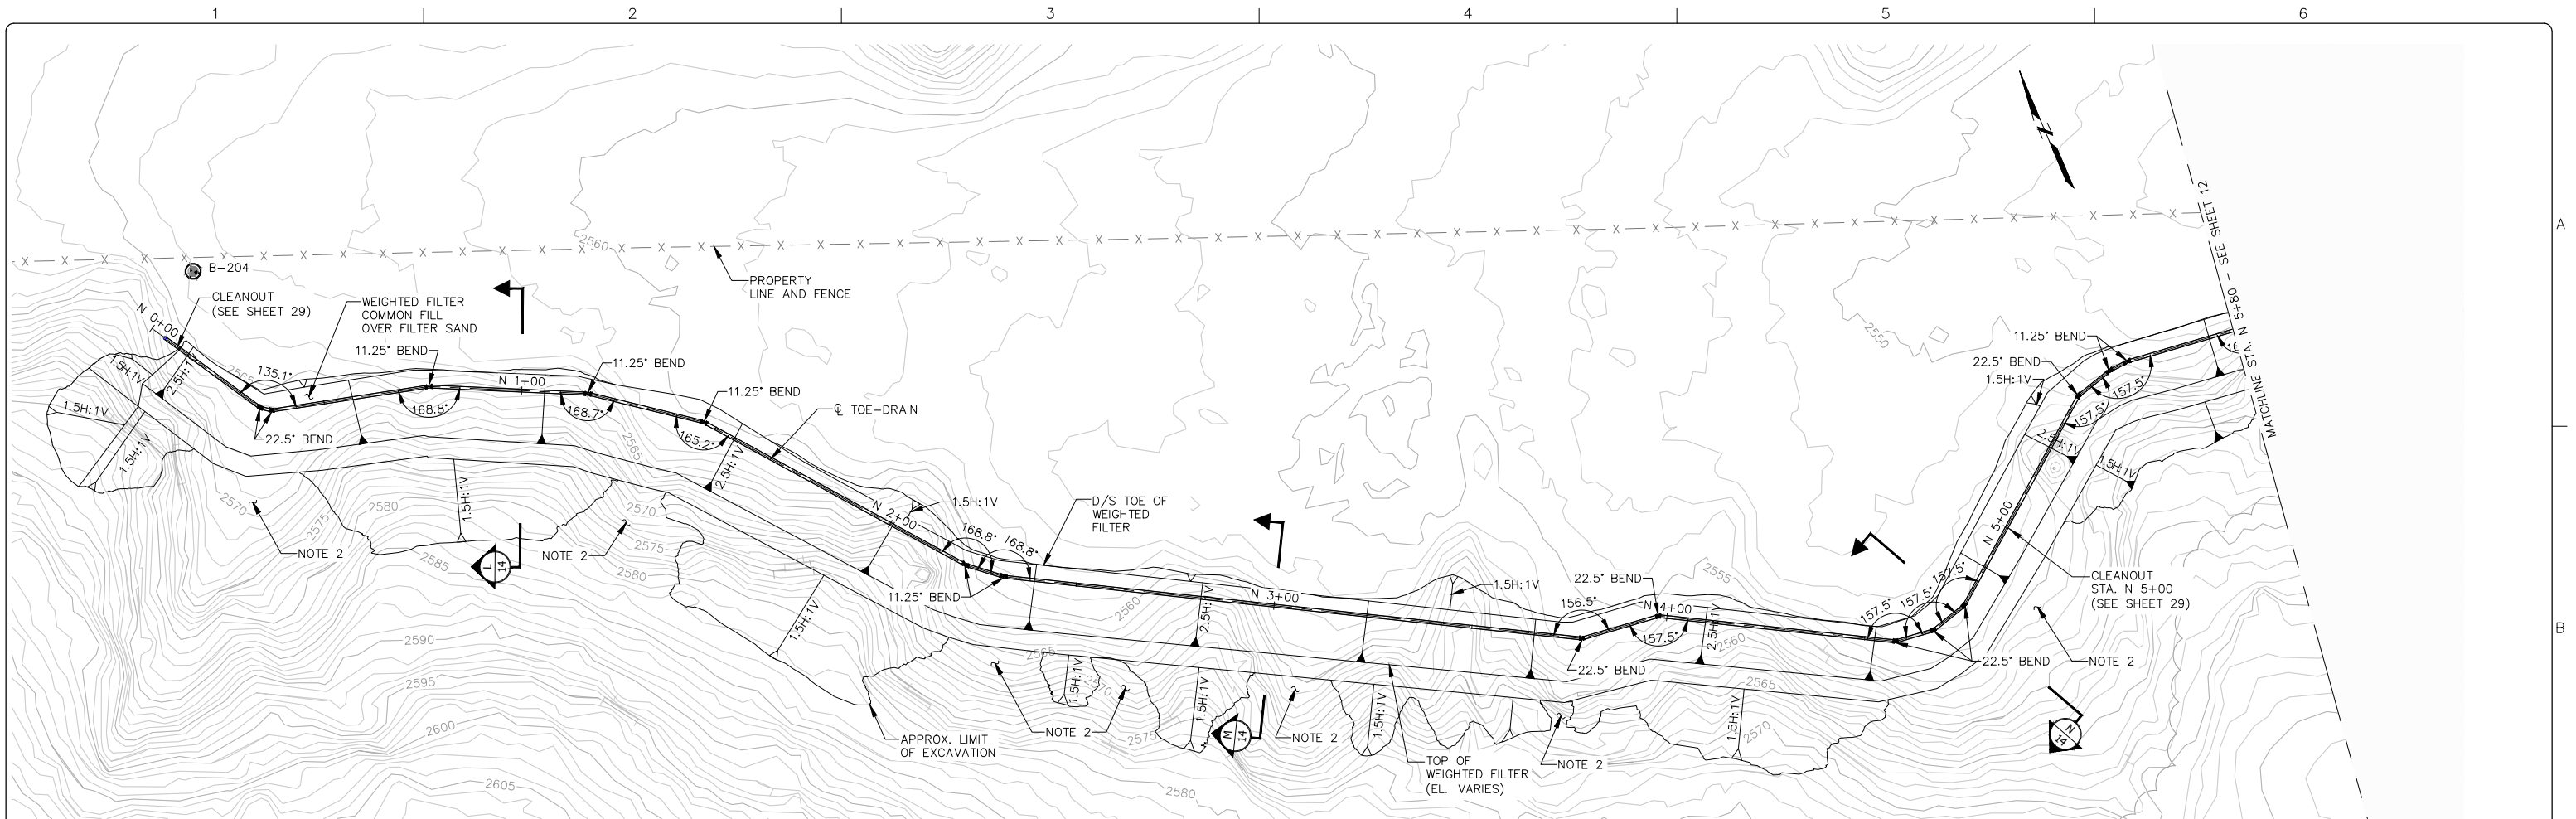 1
2
3
4
5
6
A
B
B-204
CLEANOUT
(SEE SHEET 29)
WEIGHTED FILTER
COMMON FILL
OVER FILTER SAND
N 0+00
1.5H:1V
2.5H:1V
1.5H:1V
1.5H:1V
135.1°
2565
22.5° BEND
11.25° BEND
168.8°
N 1+00
11.25° BEND
168.7°
11.25° BEND
165.2°
2560
PROPERTY
LINE AND FENCE
℄ TOE-DRAIN
2565
2.5H:1V
2570
2575
2580
1.5H:1V
2585
NOTE 2
L
14
NOTE 2
2570
2575
2580
2590
2595
2600
2605
1.5H:1V
N 2+00
1.5H:1V
168.8°
168.8°
11.25° BEND
D/S TOE OF
WEIGHTED
FILTER
APPROX. LIMIT
OF EXCAVATION
2560
2.5H:1V
N 3+00
2565
2570
1.5H:1V
NOTE 2
2575
1.5H:1V
M
14
NOTE 2
2580
1.5H:1V
1.5H:1V
TOP OF
WEIGHTED FILTER
(EL. VARIES)
156.5°
22.5° BEND
N 4+00
157.5°
2.5H:1V
22.5° BEND
2555
2560
2565
2570
1.5H:1V
NOTE 2
157.5°
157.5°
157.5°
22.5° BEND
N 5+00
CLEANOUT
STA. N 5+00
(SEE SHEET 29)
NOTE 2
N
14
2550
11.25° BEND
22.5° BEND
1.5H:1V
157.5°
157.5°
2.5H:1V
1.5H:1V
MATCHLINE STA. N 5+80 - SEE SHEET 12